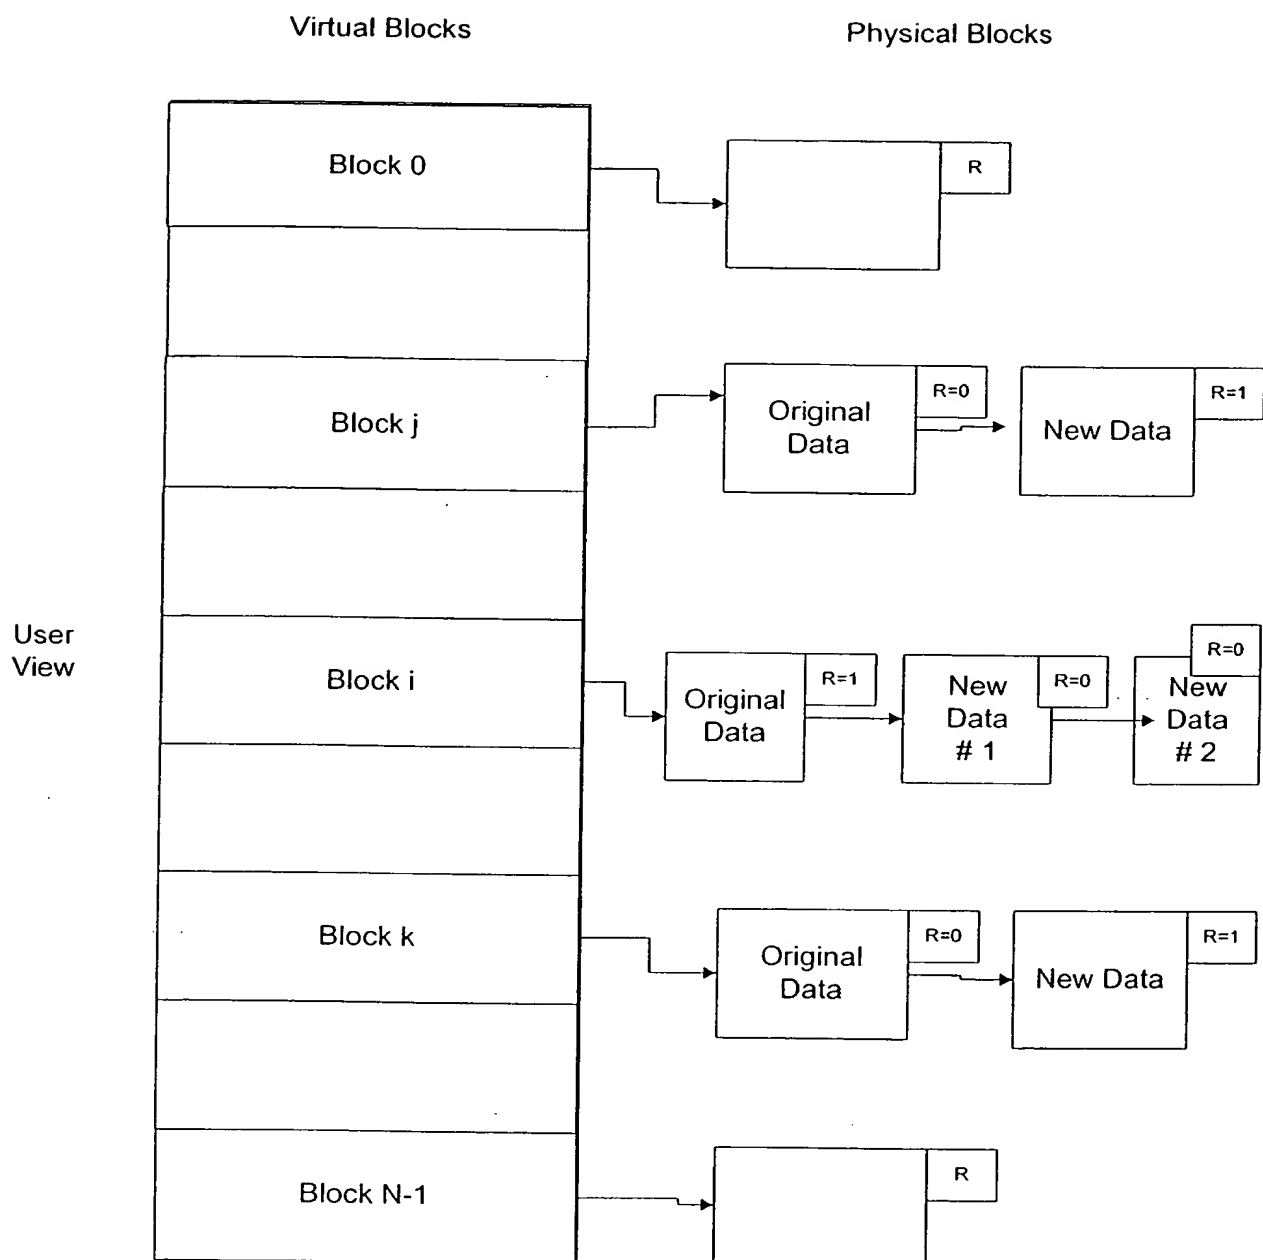 Virtual Blocks
Physical Blocks
Block 0
R
Block j
Original
Data
R=0
New Data
R=1
User
View
Block i
Original
Data
R=1
New
Data
# 1
R=0
New
Data
# 2
R=0
Block k
Original
Data
R=0
New Data
R=1
Block N-1
R